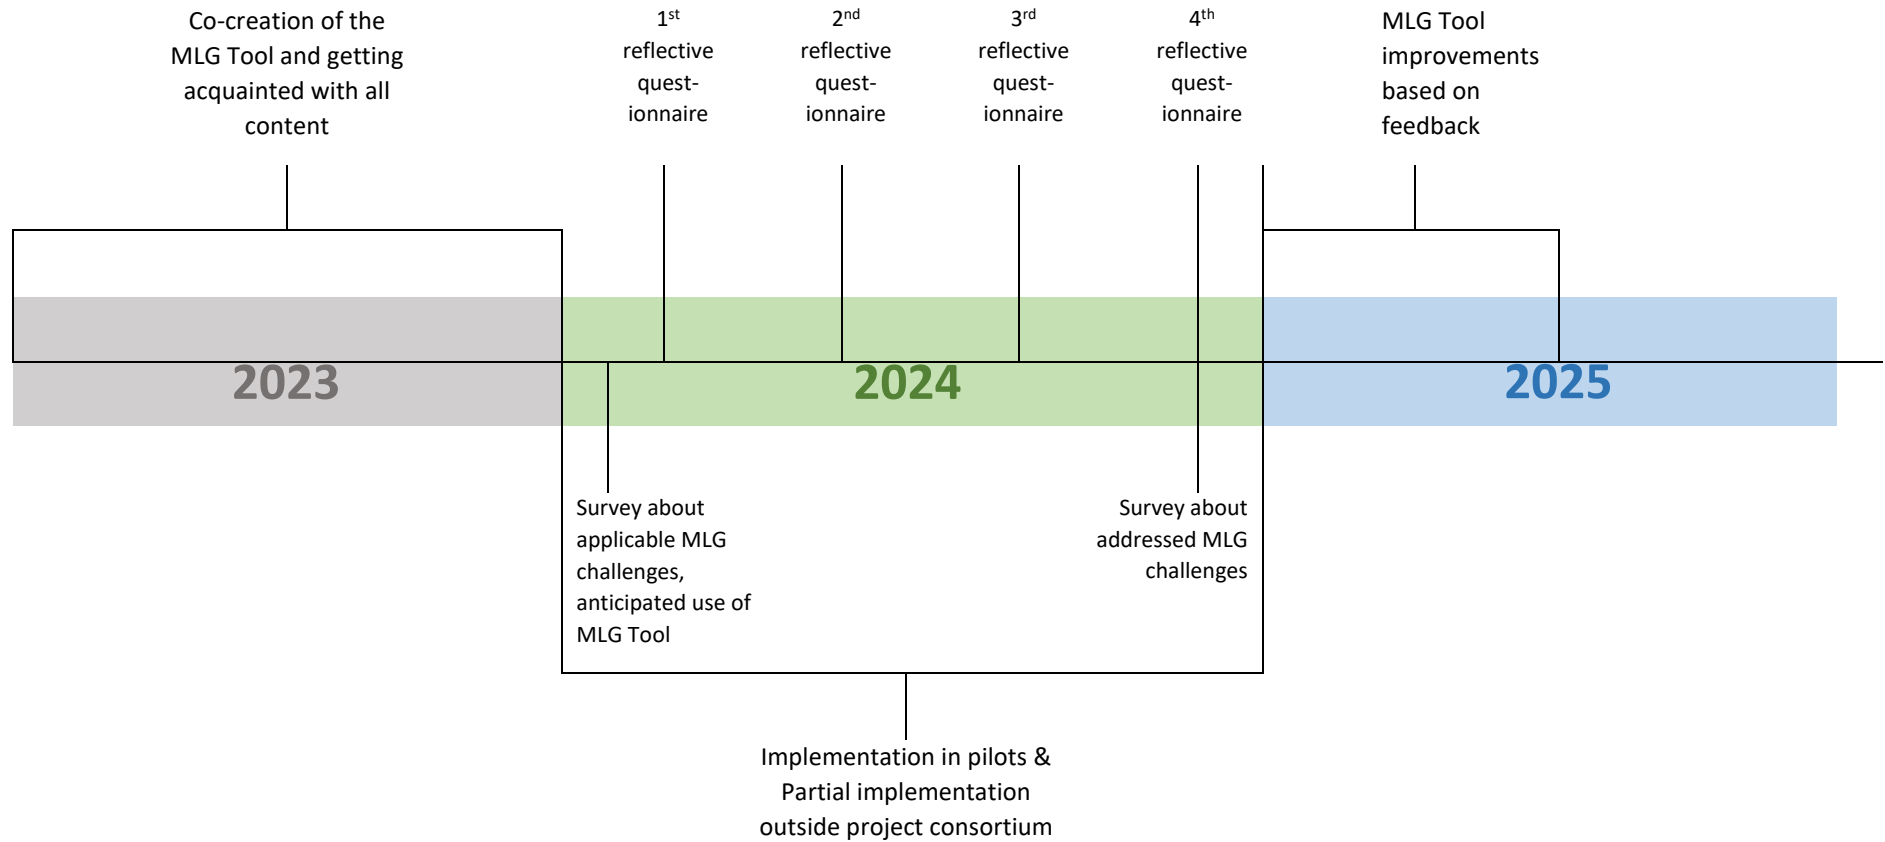 Co-creation of the
MLG Tool and getting
acquainted with all
content
1st
reflective
quest-
ionnaire
2nd
reflective
quest-
ionnaire
3rd
reflective
quest-
ionnaire
4th
reflective
quest-
ionnaire
MLG Tool
improvements
based on
feedback
2023
2024
2025
Survey about
applicable MLG
challenges,
anticipated use of
MLG Tool
Survey about
addressed MLG
challenges
Implementation in pilots &
Partial implementation
outside project consortium